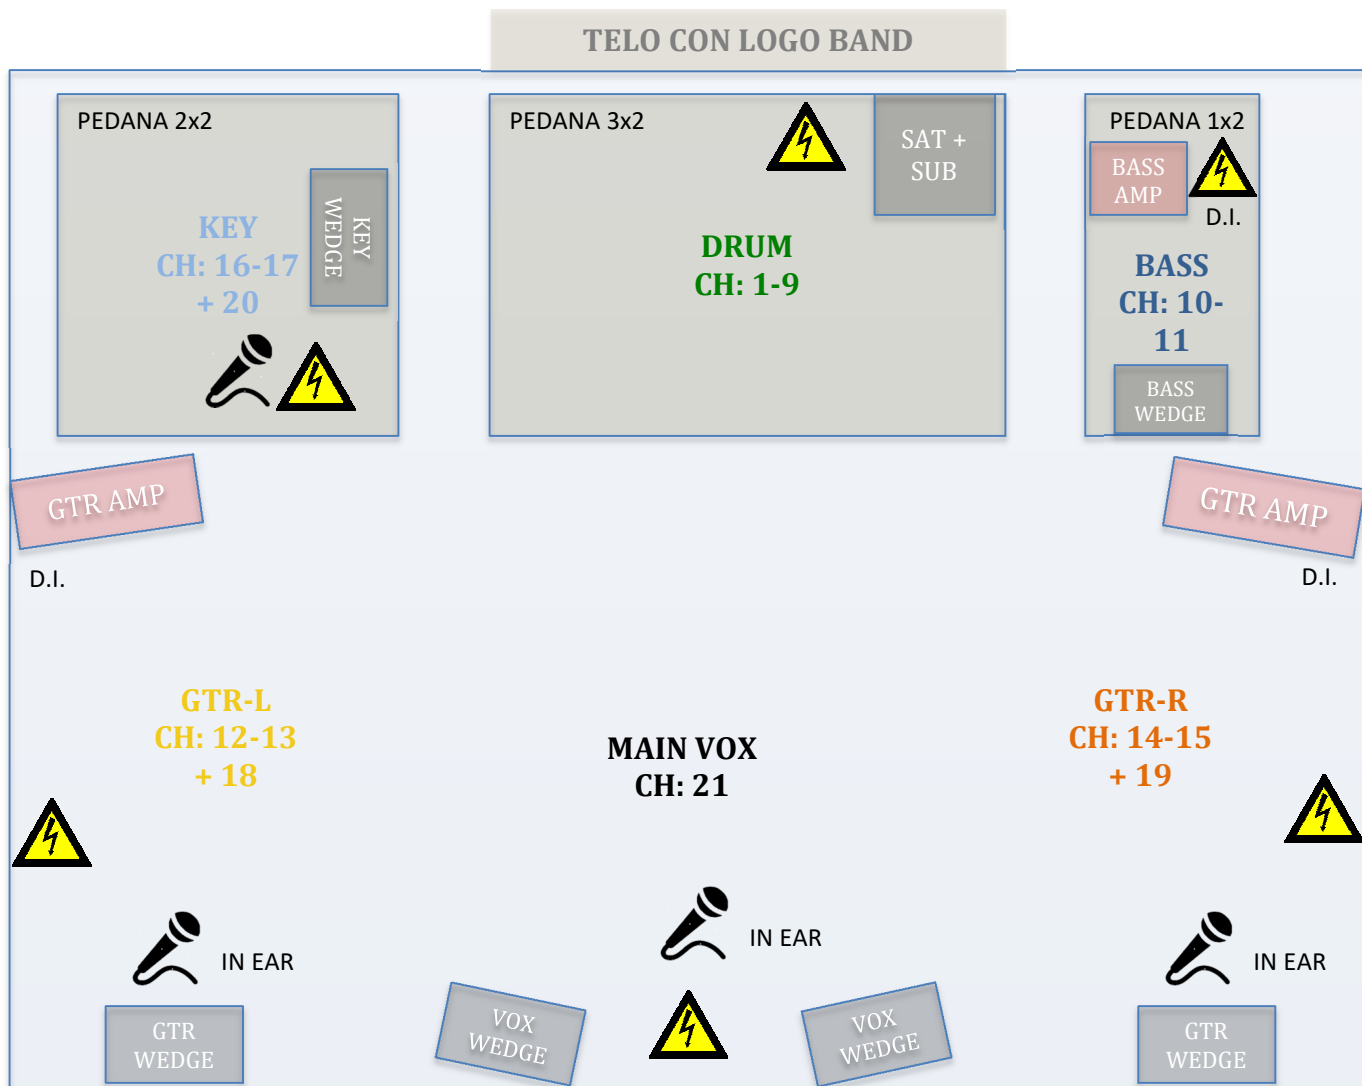 TELO CON LOGO BAND
PEDANA 2x2
KEY
WEDGE
KEY
CH: 16-17
+ 20
PEDANA 3x2
SAT +
SUB
DRUM
CH: 1-9
PEDANA 1x2
BASS
AMP
D.I.
BASS
CH: 10-
11
BASS
WEDGE
GTR AMP
D.I.
GTR AMP
D.I.
GTR-L
CH: 12-13
+ 18
MAIN VOX
CH: 21
GTR-R
CH: 14-15
+ 19
IN EAR
IN EAR
IN EAR
GTR
WEDGE
VOX
WEDGE
VOX
WEDGE
GTR
WEDGE